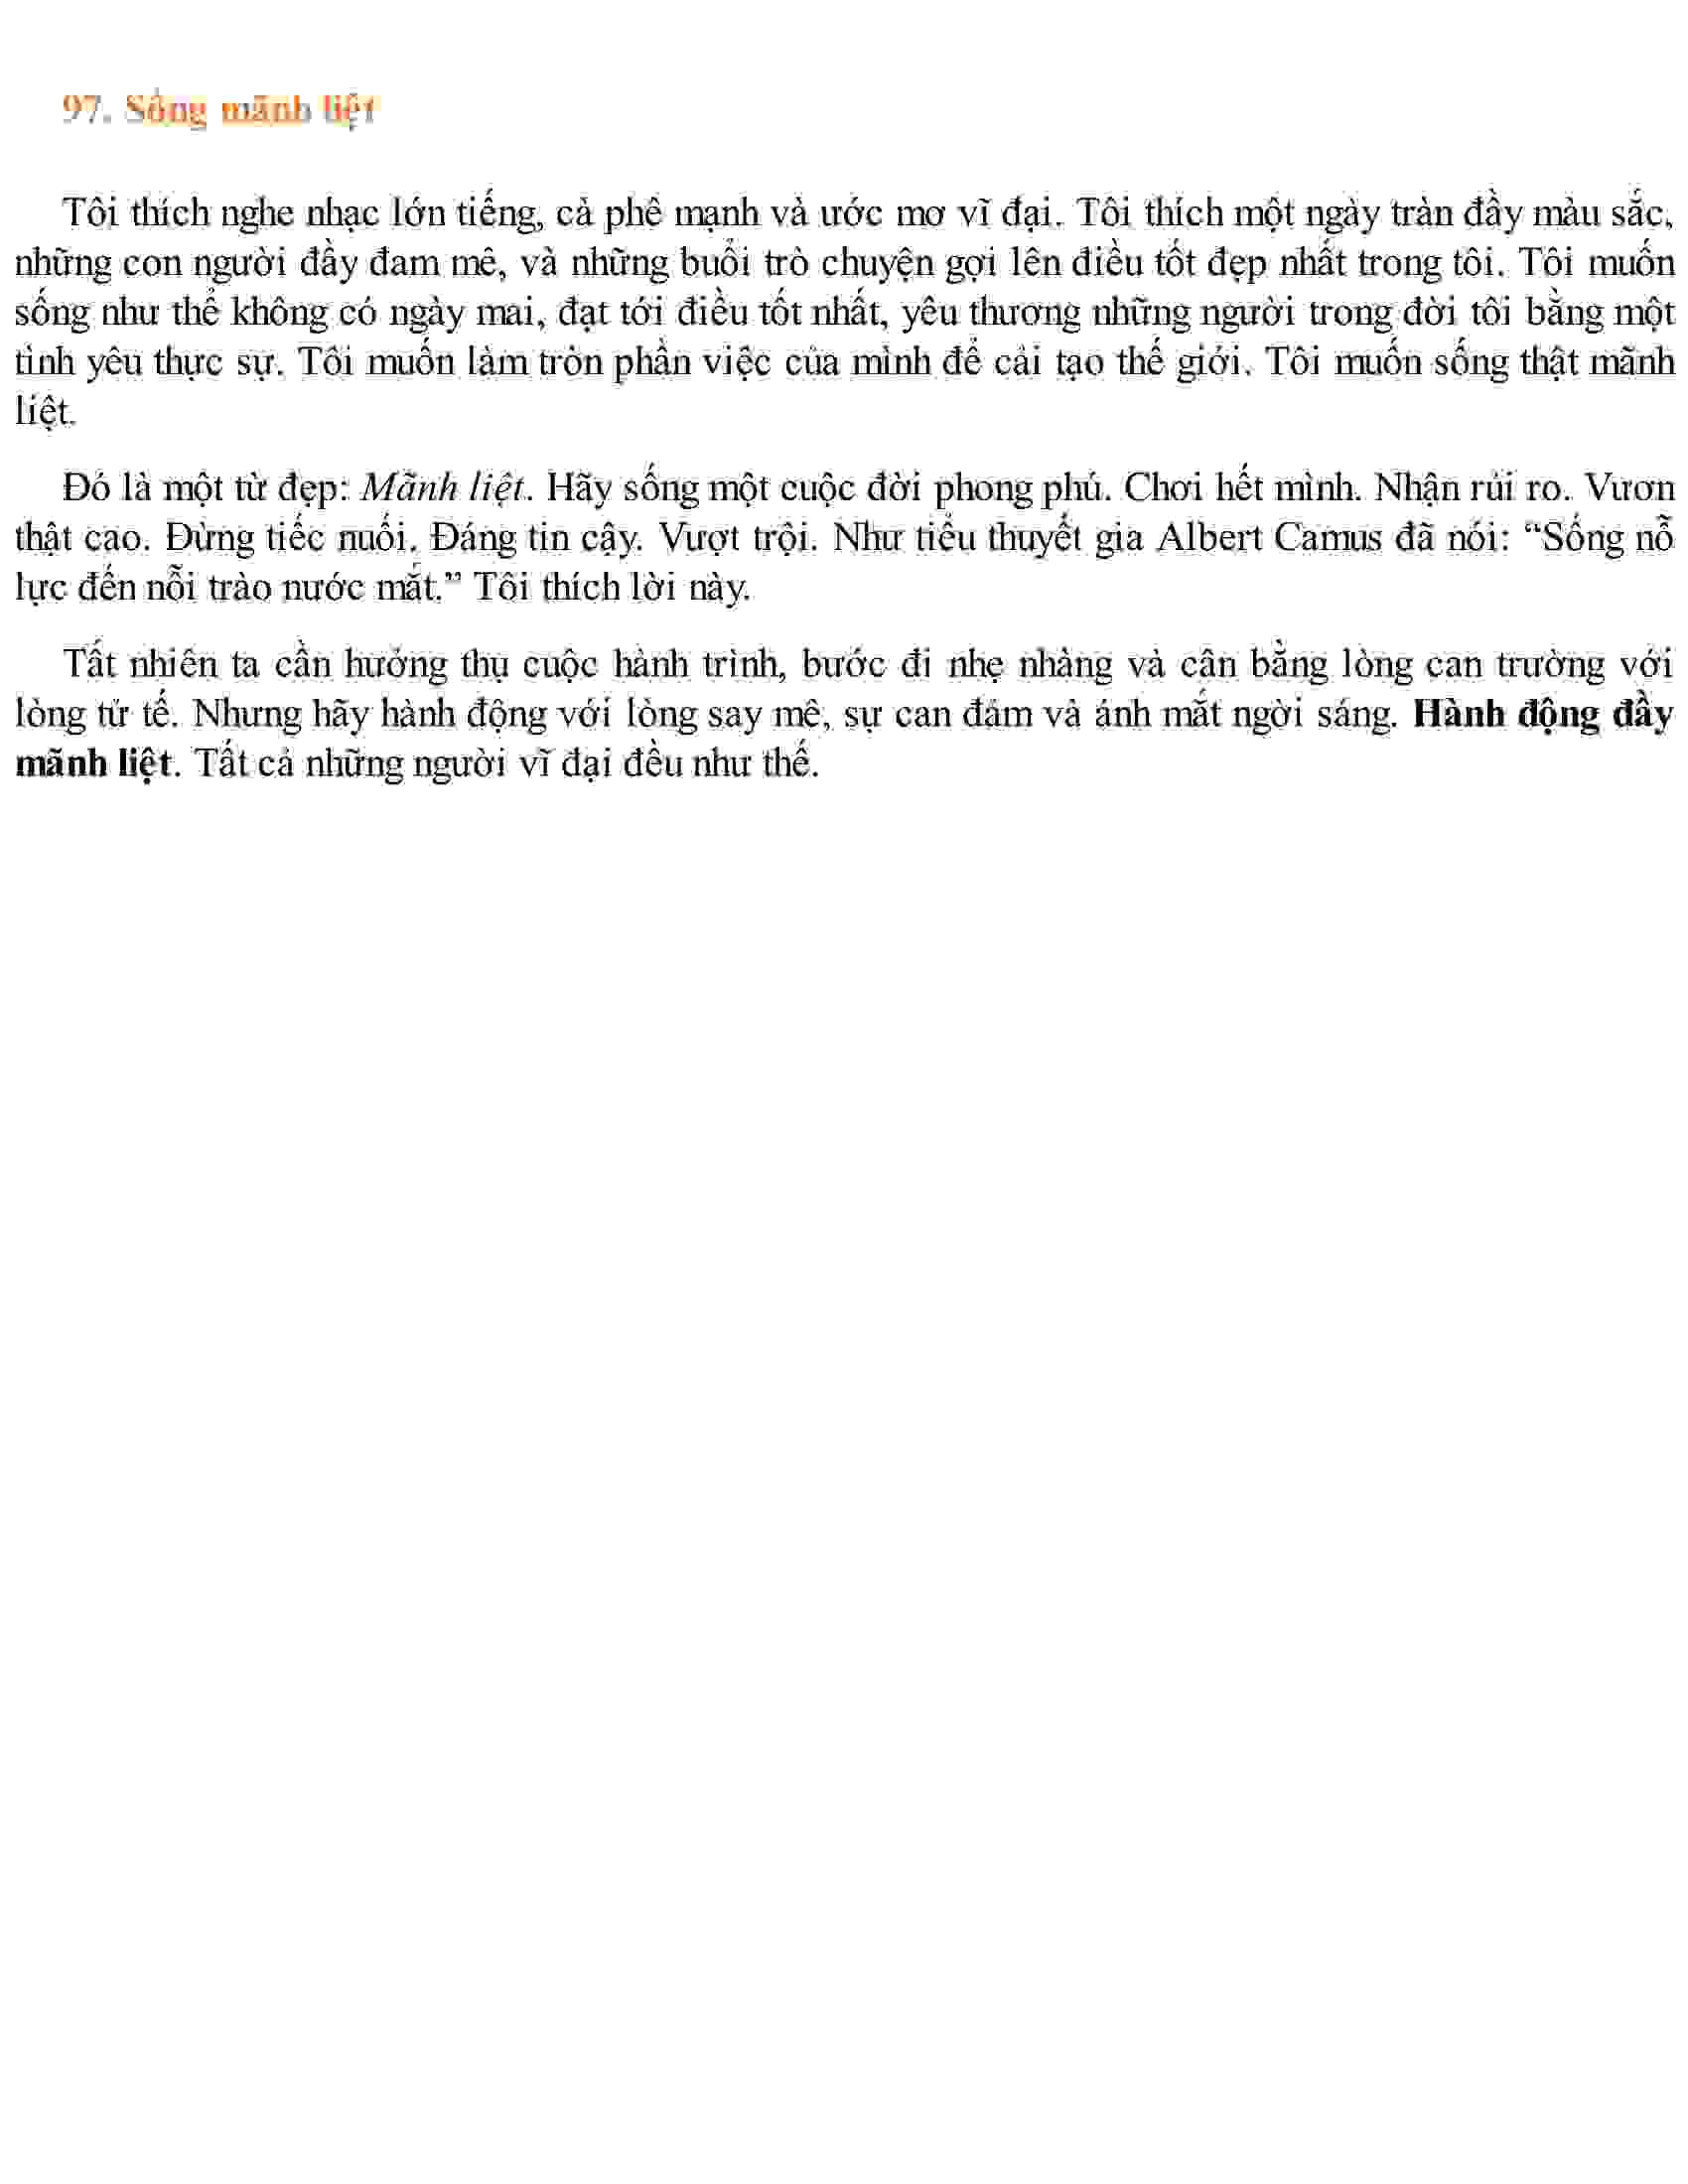 97. Sống mãnh liệt
Tôi thích nghe nhạc lớn tiếng, cà phê mạnh và ước mơ vĩ đại. Tôi thích một ngày tràn đầy màu sắc,
những con người đầy đam mê, và những buổi trò chuyện gợi lên điều tốt đẹp nhất trong tôi. Tôi muốn
sống như thể không có ngày mai, đạt tới điều tốt nhất, yêu thương những người trong đời tôi bằng một
tình yêu thực sự. Tôi muốn làm tròn phần việc của mình để cải tạo thế giới. Tôi muốn sống thật mãnh
liệt.
Đó là một từ đẹp: Mãnh liệt. Hãy sống một cuộc đời phong phú. Chơi hết mình. Nhận rủi ro. Vươn
thật cao. Đừng tiếc nuối. Đáng tin cậy. Vượt trội. Như tiểu thuyết gia Albert Camus đã nói: “Sống nỗ
lực đến nỗi trào nước mắt.” Tôi thích lời này.
Tất nhiên ta cần hưởng thụ cuộc hành trình, bước đi nhẹ nhàng và cân bằng lòng can trường với
lòng tử tế. Nhưng hãy hành động với lòng say mê, sự can đảm và ánh mắt ngời sáng. Hành động đầy
mãnh liệt. Tất cả những người vĩ đại đều như thế.